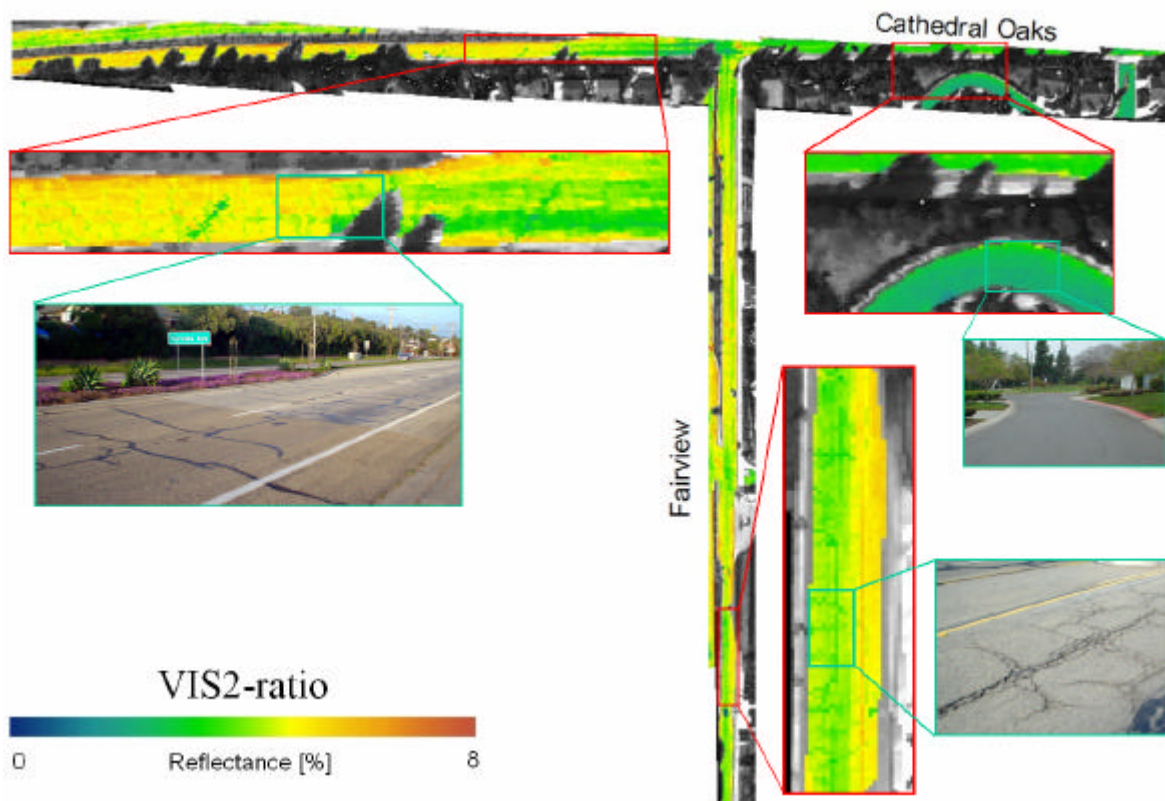 Cathedral Oaks
Fairview
VIS2-ratio
0
Reflectance [%]
8